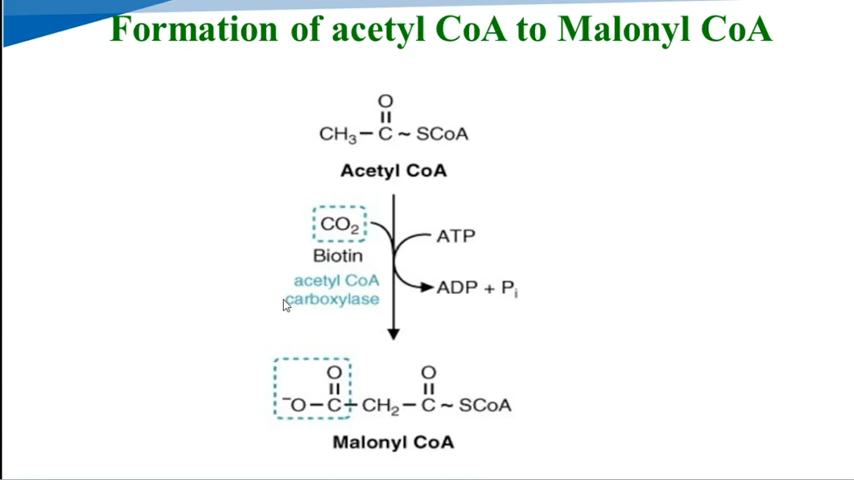 Formation of acetyl CoA to Malonyl CoA
O
CH₃–C~SCoA
Acetyl CoA
CO₂
ATP
Biotin
acetyl CoA
carboxylase
ADP + Pᵢ
O O
⁻O–C–CH₂–C~SCoA
Malonyl CoA